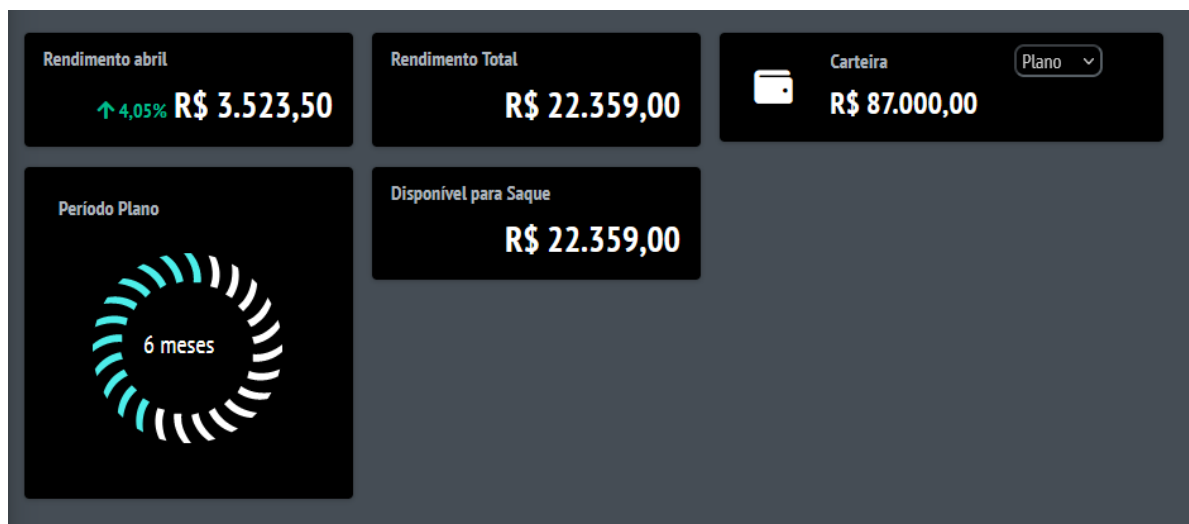 Rendimento abril
4,05% R$ 3.523,50
Rendimento Total
R$ 22.359,00
Carteira
Plano
R$ 87.000,00
Período Plano
6 meses
Disponível para Saque
R$ 22.359,00